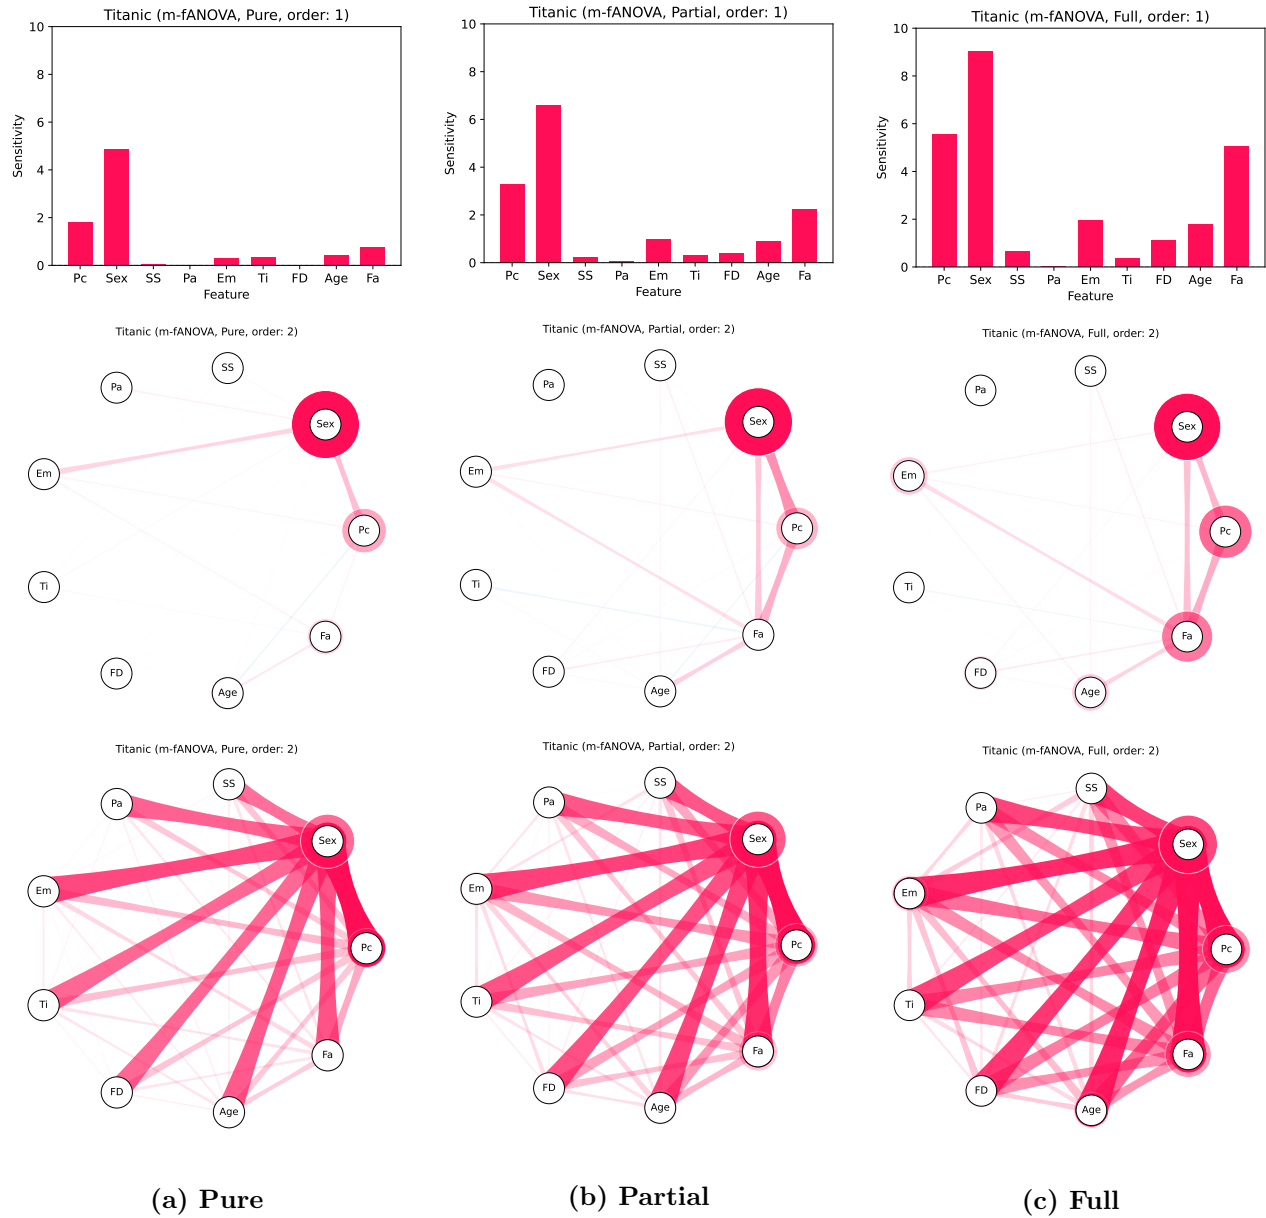 Titanic (m-fANOVA, Pure, order: 1)
10
8
6
4
2
0
Sensitivity
Pc Sex SS Pa Em Ti FD Age Fa
Feature
Titanic (m-fANOVA, Partial, order: 1)
10
8
6
4
2
0
Sensitivity
Pc Sex SS Pa Em Ti FD Age Fa
Feature
Titanic (m-fANOVA, Full, order: 1)
10
8
6
4
2
0
Sensitivity
Pc Sex SS Pa Em Ti FD Age Fa
Feature
Titanic (m-fANOVA, Pure, order: 2)
SS
Pa
Sex
Em
Pc
Ti
Fa
FD
Age
Titanic (m-fANOVA, Partial, order: 2)
SS
Pa
Sex
Em
Pc
Ti
Fa
FD
Age
Titanic (m-fANOVA, Full, order: 2)
SS
Pa
Sex
Em
Pc
Ti
Fa
FD
Age
Titanic (m-fANOVA, Pure, order: 2)
SS
Pa
Sex
Em
Pc
Ti
Fa
FD
Age
Titanic (m-fANOVA, Partial, order: 2)
SS
Pa
Sex
Em
Pc
Ti
Fa
FD
Age
Titanic (m-fANOVA, Full, order: 2)
SS
Pa
Sex
Em
Pc
Ti
Fa
FD
Age
(a) Pure
(b) Partial
(c) Full